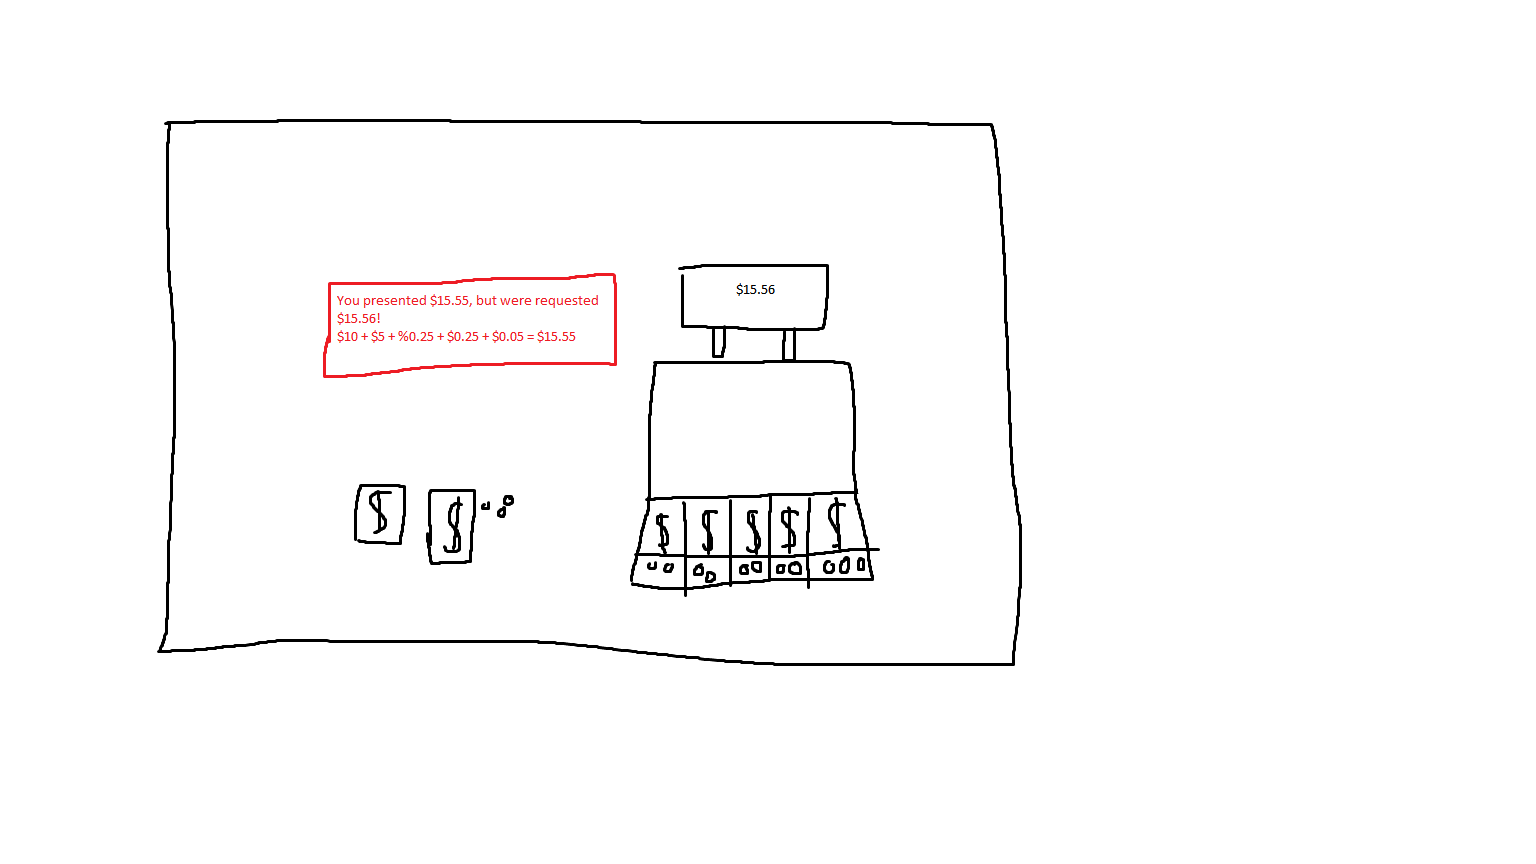 You presented $15.55, but were requested
$15.56!
$10 + $5 + %0.25 + $0.25 + $0.05 = $15.55
$15.56
$ $
$ $ $ $ $